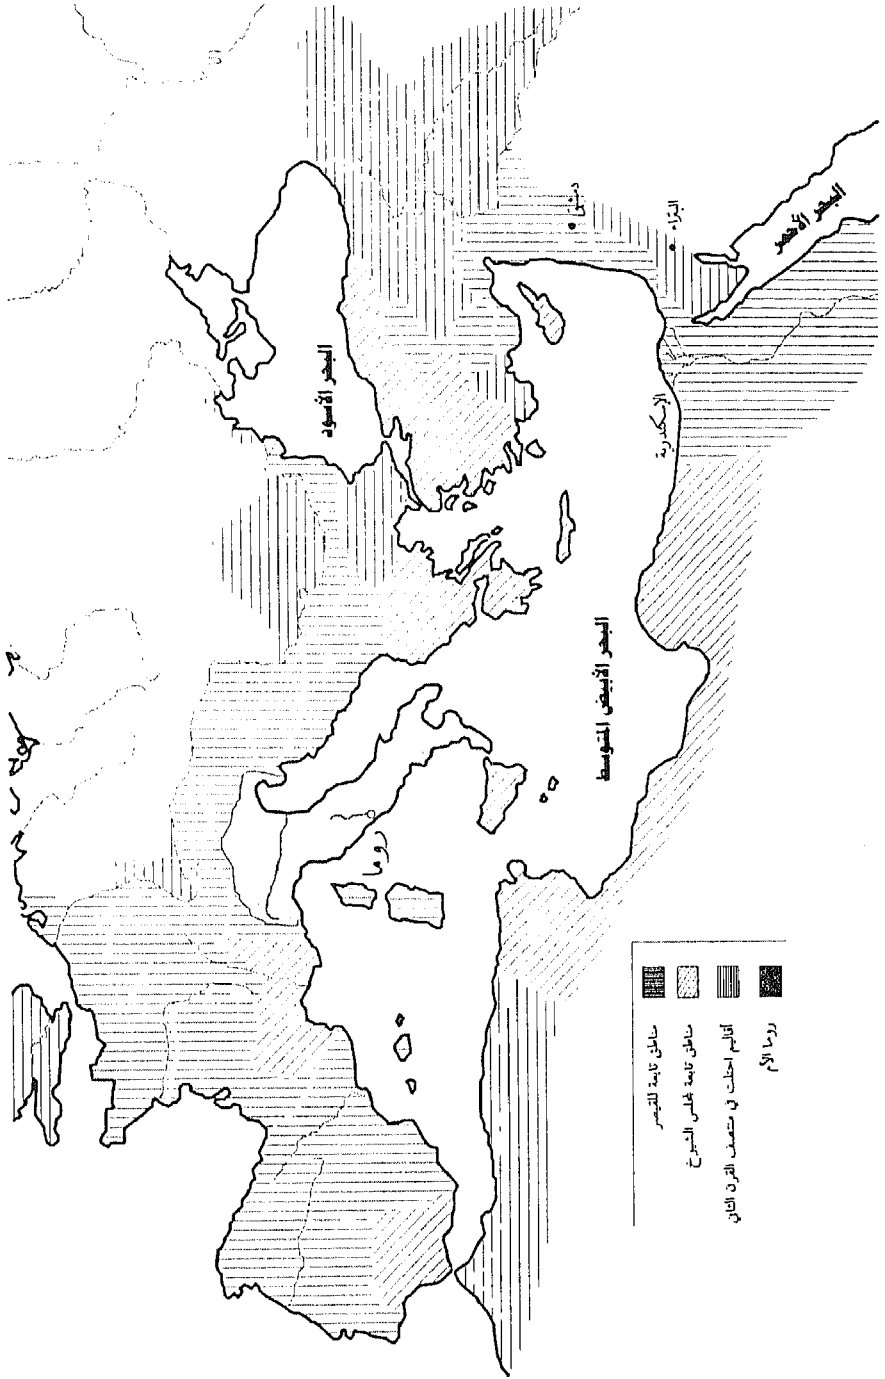 البحر الأسود
البحر الأبيض المتوسط
البحر الأحمر
روما
الإسكندرية
دمشق
البتراء
مناطق تابعة للقيصر
مناطق تابعة لمجلس الشيوخ
أقاليم احتلت في منتصف القرن الثاني
روما الأم